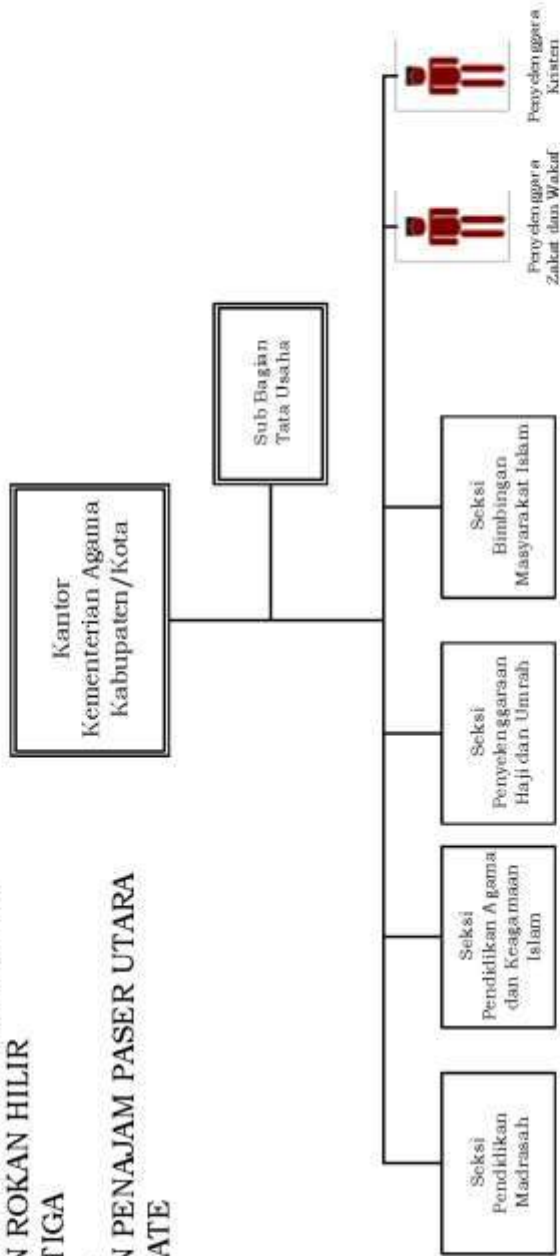 N ROKAN HILIR
TIGA
N PENAJAM PASER UTARA
ATE
Kantor
Kementerian Agama
Kabupaten/Kota
Sub Bagian
Tata Usaha
Seksi
Pendidikan
Madrasah
Seksi
Pendidikan Agama
dan Keagamaan
Islam
Seksi
Penyelenggaraan
Haji dan Umrah
Seksi
Bimbingan
Masyarakat Islam
Penyelenggara
Zakat dan Wakaf
Penyelenggara
Kristen